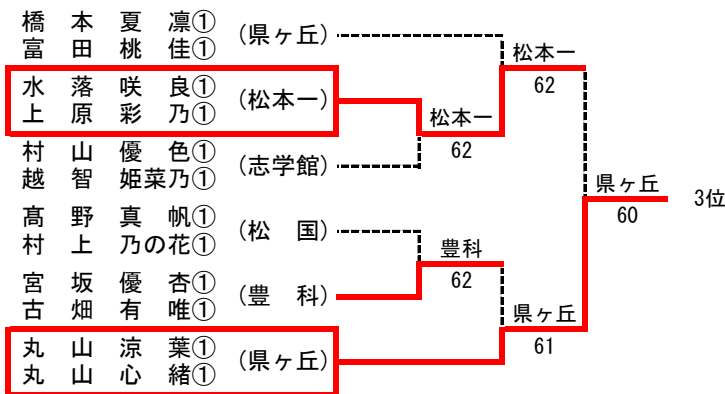 橋本夏凛①
富田桃佳①
(県ヶ丘)
水落咲良①
上原彩乃①
(松本一)
村山優色①
越智姫菜乃①
(志学館)
髙野真帆①
村上乃の花①
(松 国)
宮坂優杏①
古畑有唯①
(豊 科)
丸山涼葉①
丸山心緒①
(県ヶ丘)
松本一
62
豊科
62
松本一
62
県ヶ丘
61
県ヶ丘
60
3位